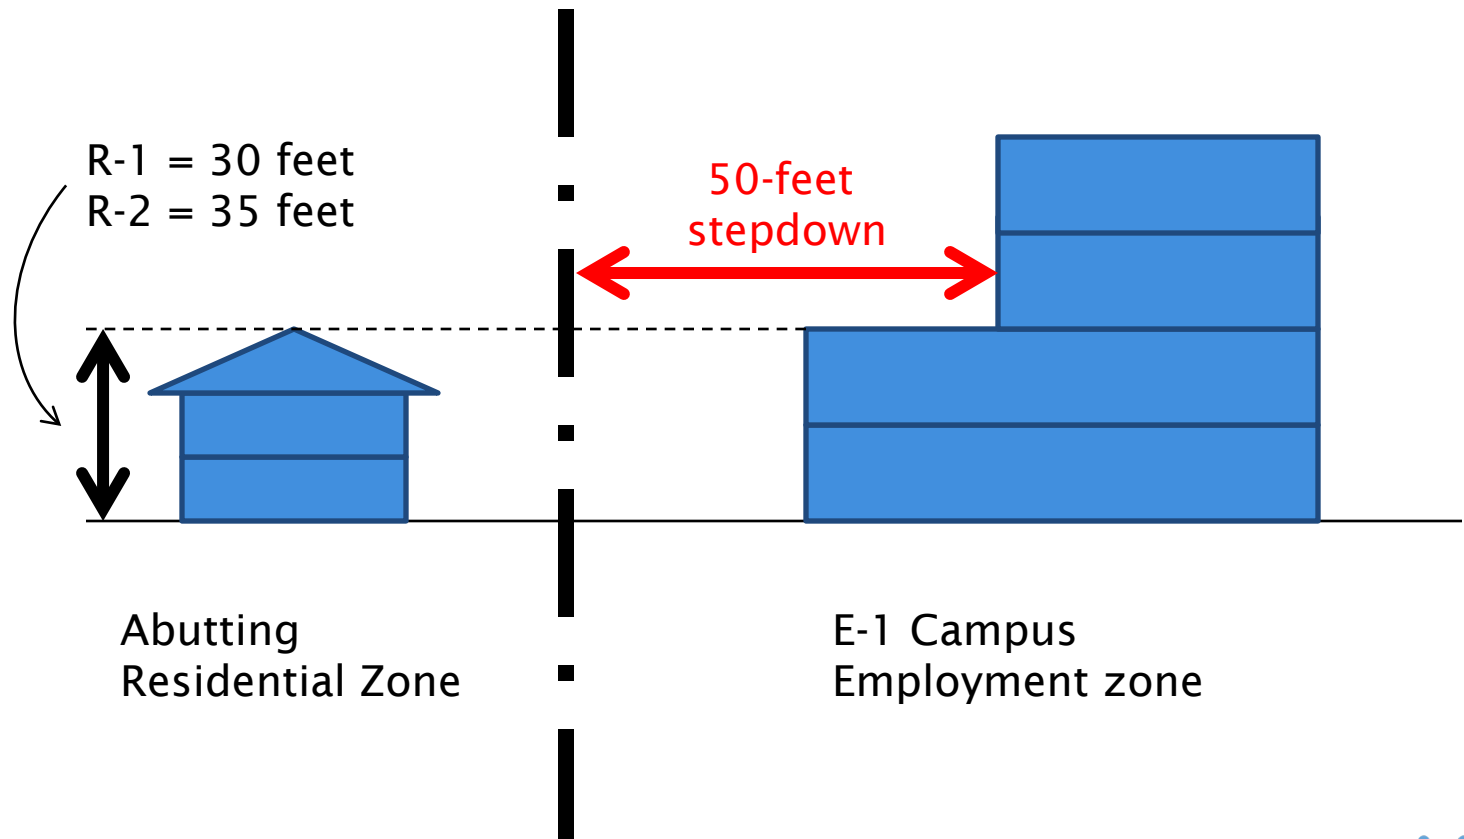 R-1 = 30 feet
R-2 = 35 feet
50-feet
stepdown
Abutting
Residential Zone
E-1 Campus
Employment zone